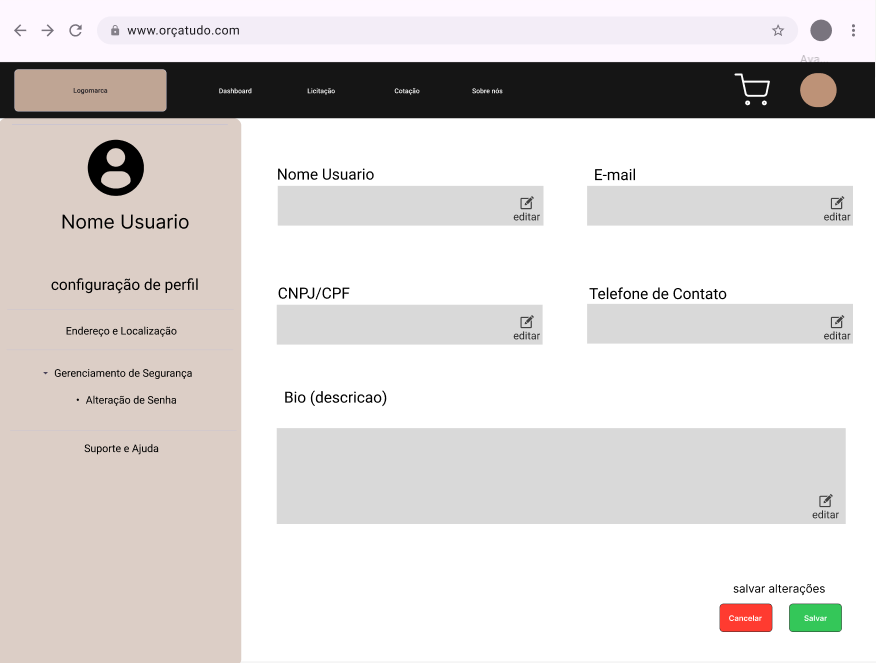 www.orçatudo.com
Ava
Logomarca
Dashboard
Licitação
Cotação
Sobre nós
Nome Usuario
configuração de perfil
Endereço e Localização
Gerenciamento de Segurança
• Alteração de Senha
Suporte e Ajuda
Nome Usuario
editar
E-mail
editar
CNPJ/CPF
editar
Telefone de Contato
editar
Bio (descricao)
editar
salvar alterações
Cancelar
Salvar